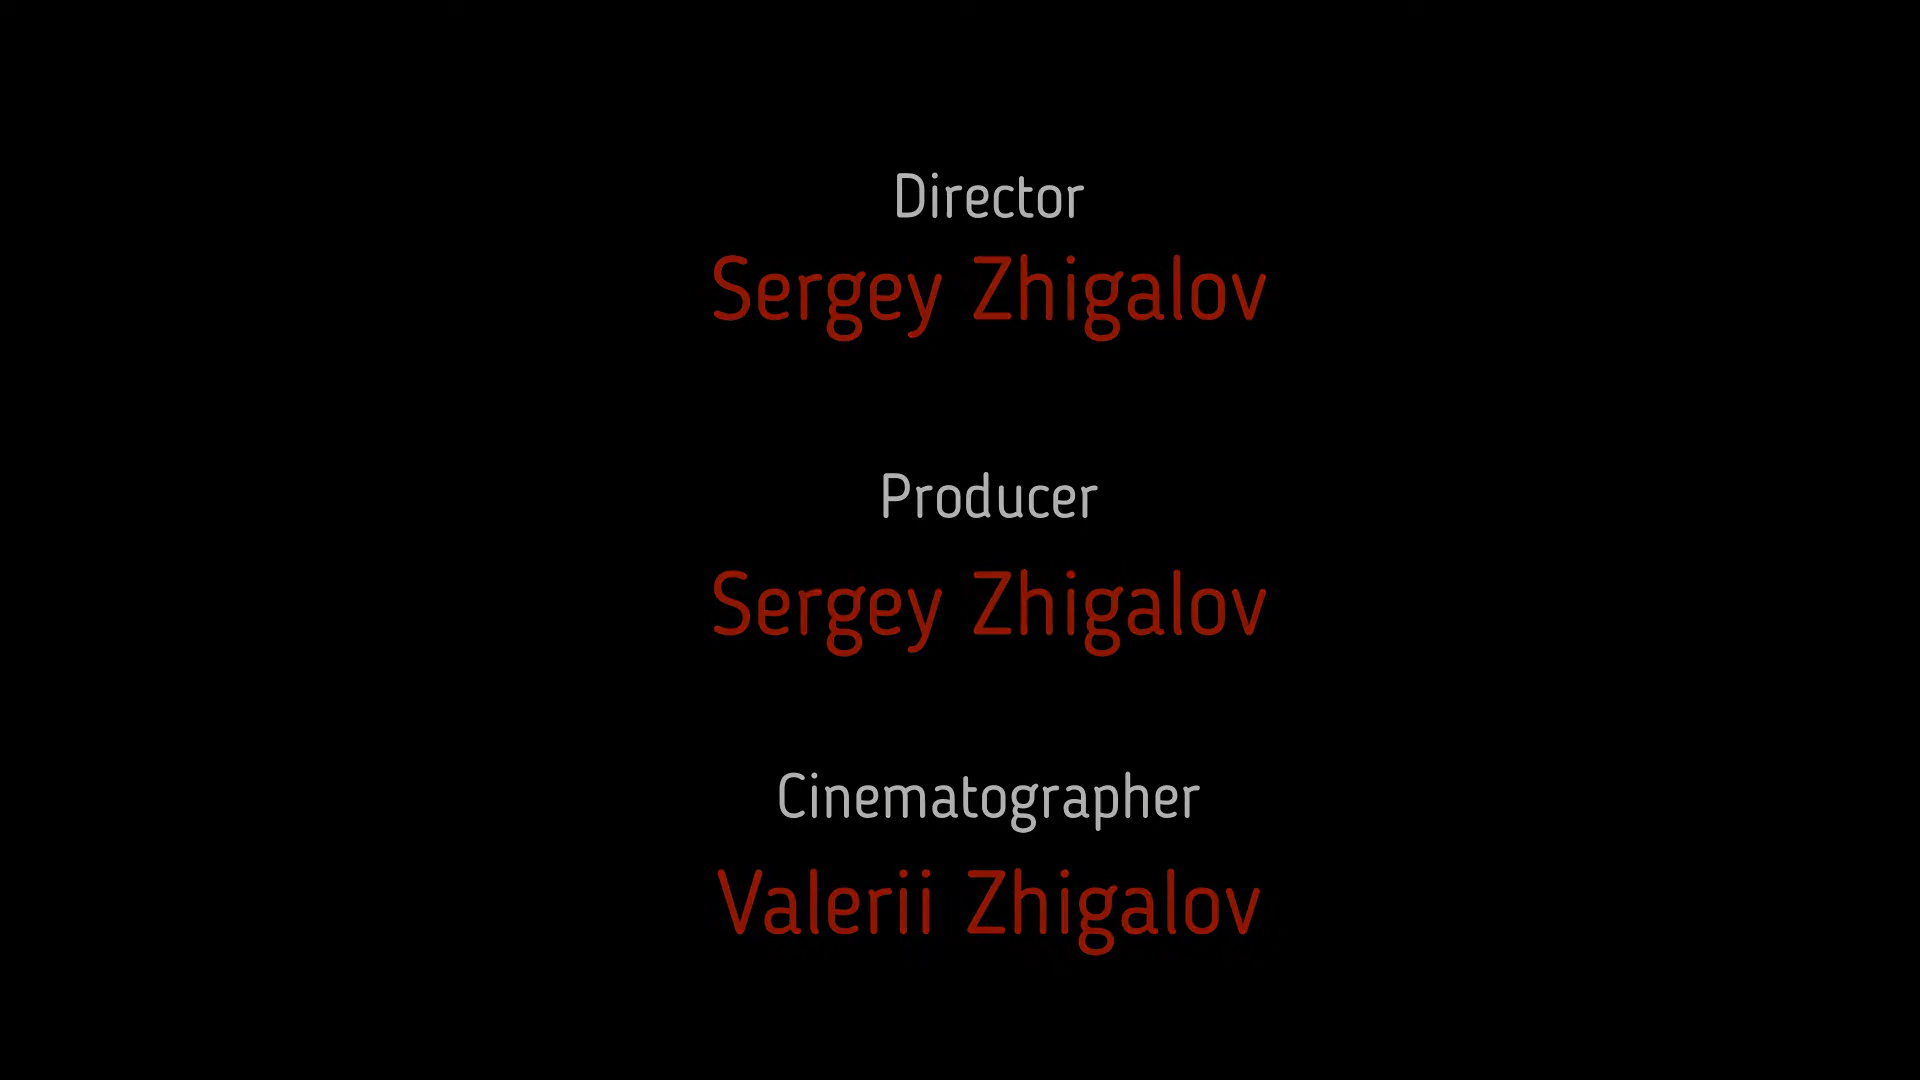 Director
Sergey Zhigalov
Producer
Sergey Zhigalov
Cinematographer
Valerii Zhigalov